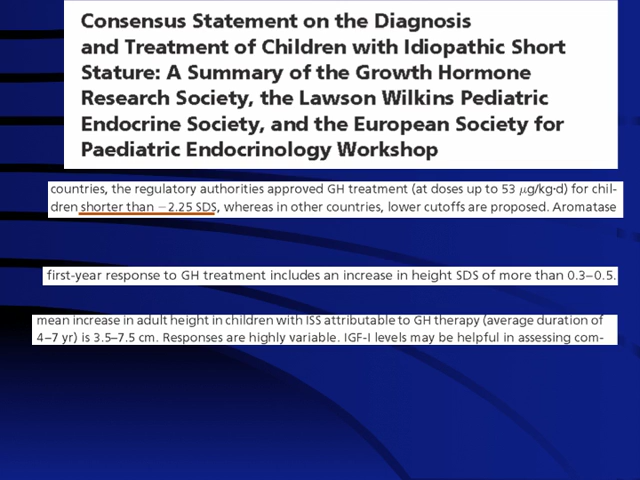 Consensus Statement on the Diagnosis
and Treatment of Children with Idiopathic Short
Stature: A Summary of the Growth Hormone
Research Society, the Lawson Wilkins Pediatric
Endocrine Society, and the European Society for
Paediatric Endocrinology Workshop
countries, the regulatory authorities approved GH treatment (at doses up to 53 μg/kg·d) for chil-
dren shorter than −2.25 SDS, whereas in other countries, lower cutoffs are proposed. Aromatase
first-year response to GH treatment includes an increase in height SDS of more than 0.3–0.5.
mean increase in adult height in children with ISS attributable to GH therapy (average duration of
4–7 yr) is 3.5–7.5 cm. Responses are highly variable. IGF-I levels may be helpful in assessing com-